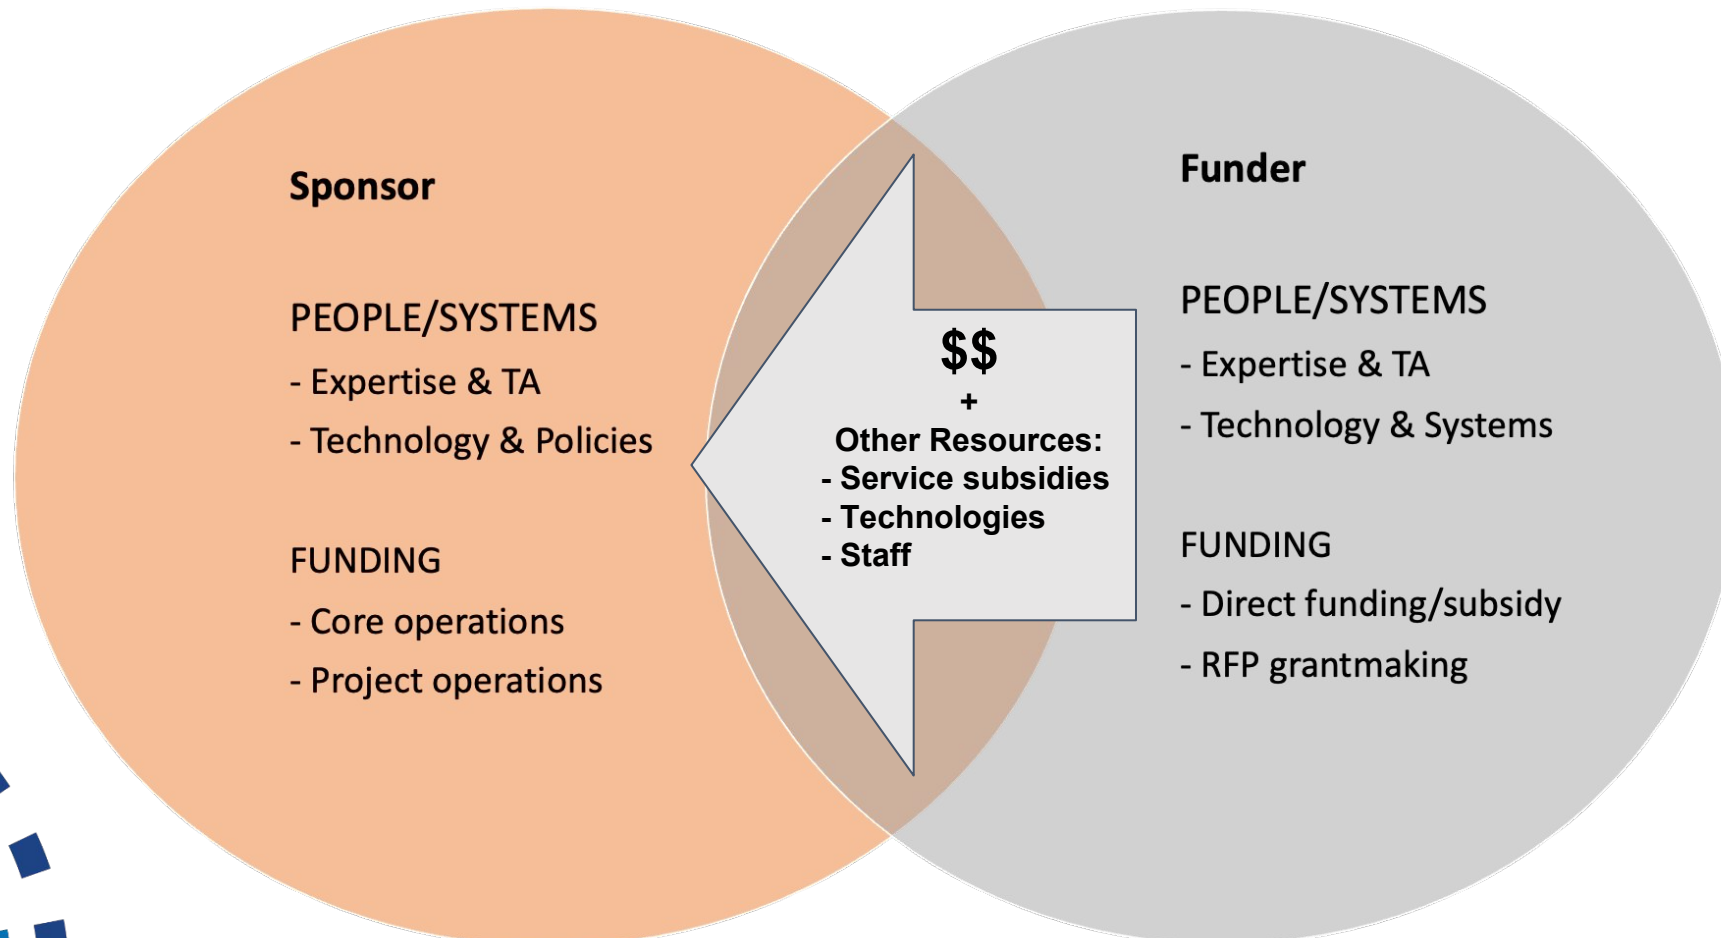 Sponsor
PEOPLE/SYSTEMS
- Expertise & TA
- Technology & Policies
FUNDING
- Core operations
- Project operations
$$
+
Other Resources:
- Service subsidies
- Technologies
- Staff
Funder
PEOPLE/SYSTEMS
- Expertise & TA
- Technology & Systems
FUNDING
- Direct funding/subsidy
- RFP grantmaking